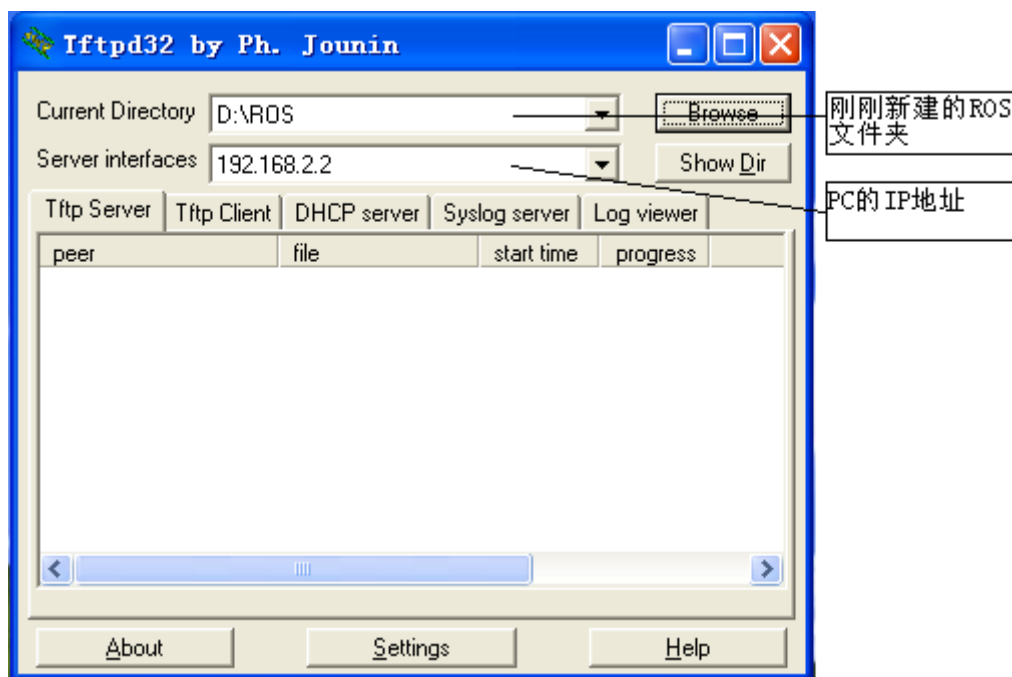 Tftpd32 by Ph. Jounin
Current Directory D:\ROS Browse
刚刚新建的ROS
文件夹
Server interfaces 192.168.2.2 Show Dir
PC的IP地址
Tftp Server Tftp Client DHCP server Syslog server Log viewer
peer file start time progress
About Settings Help